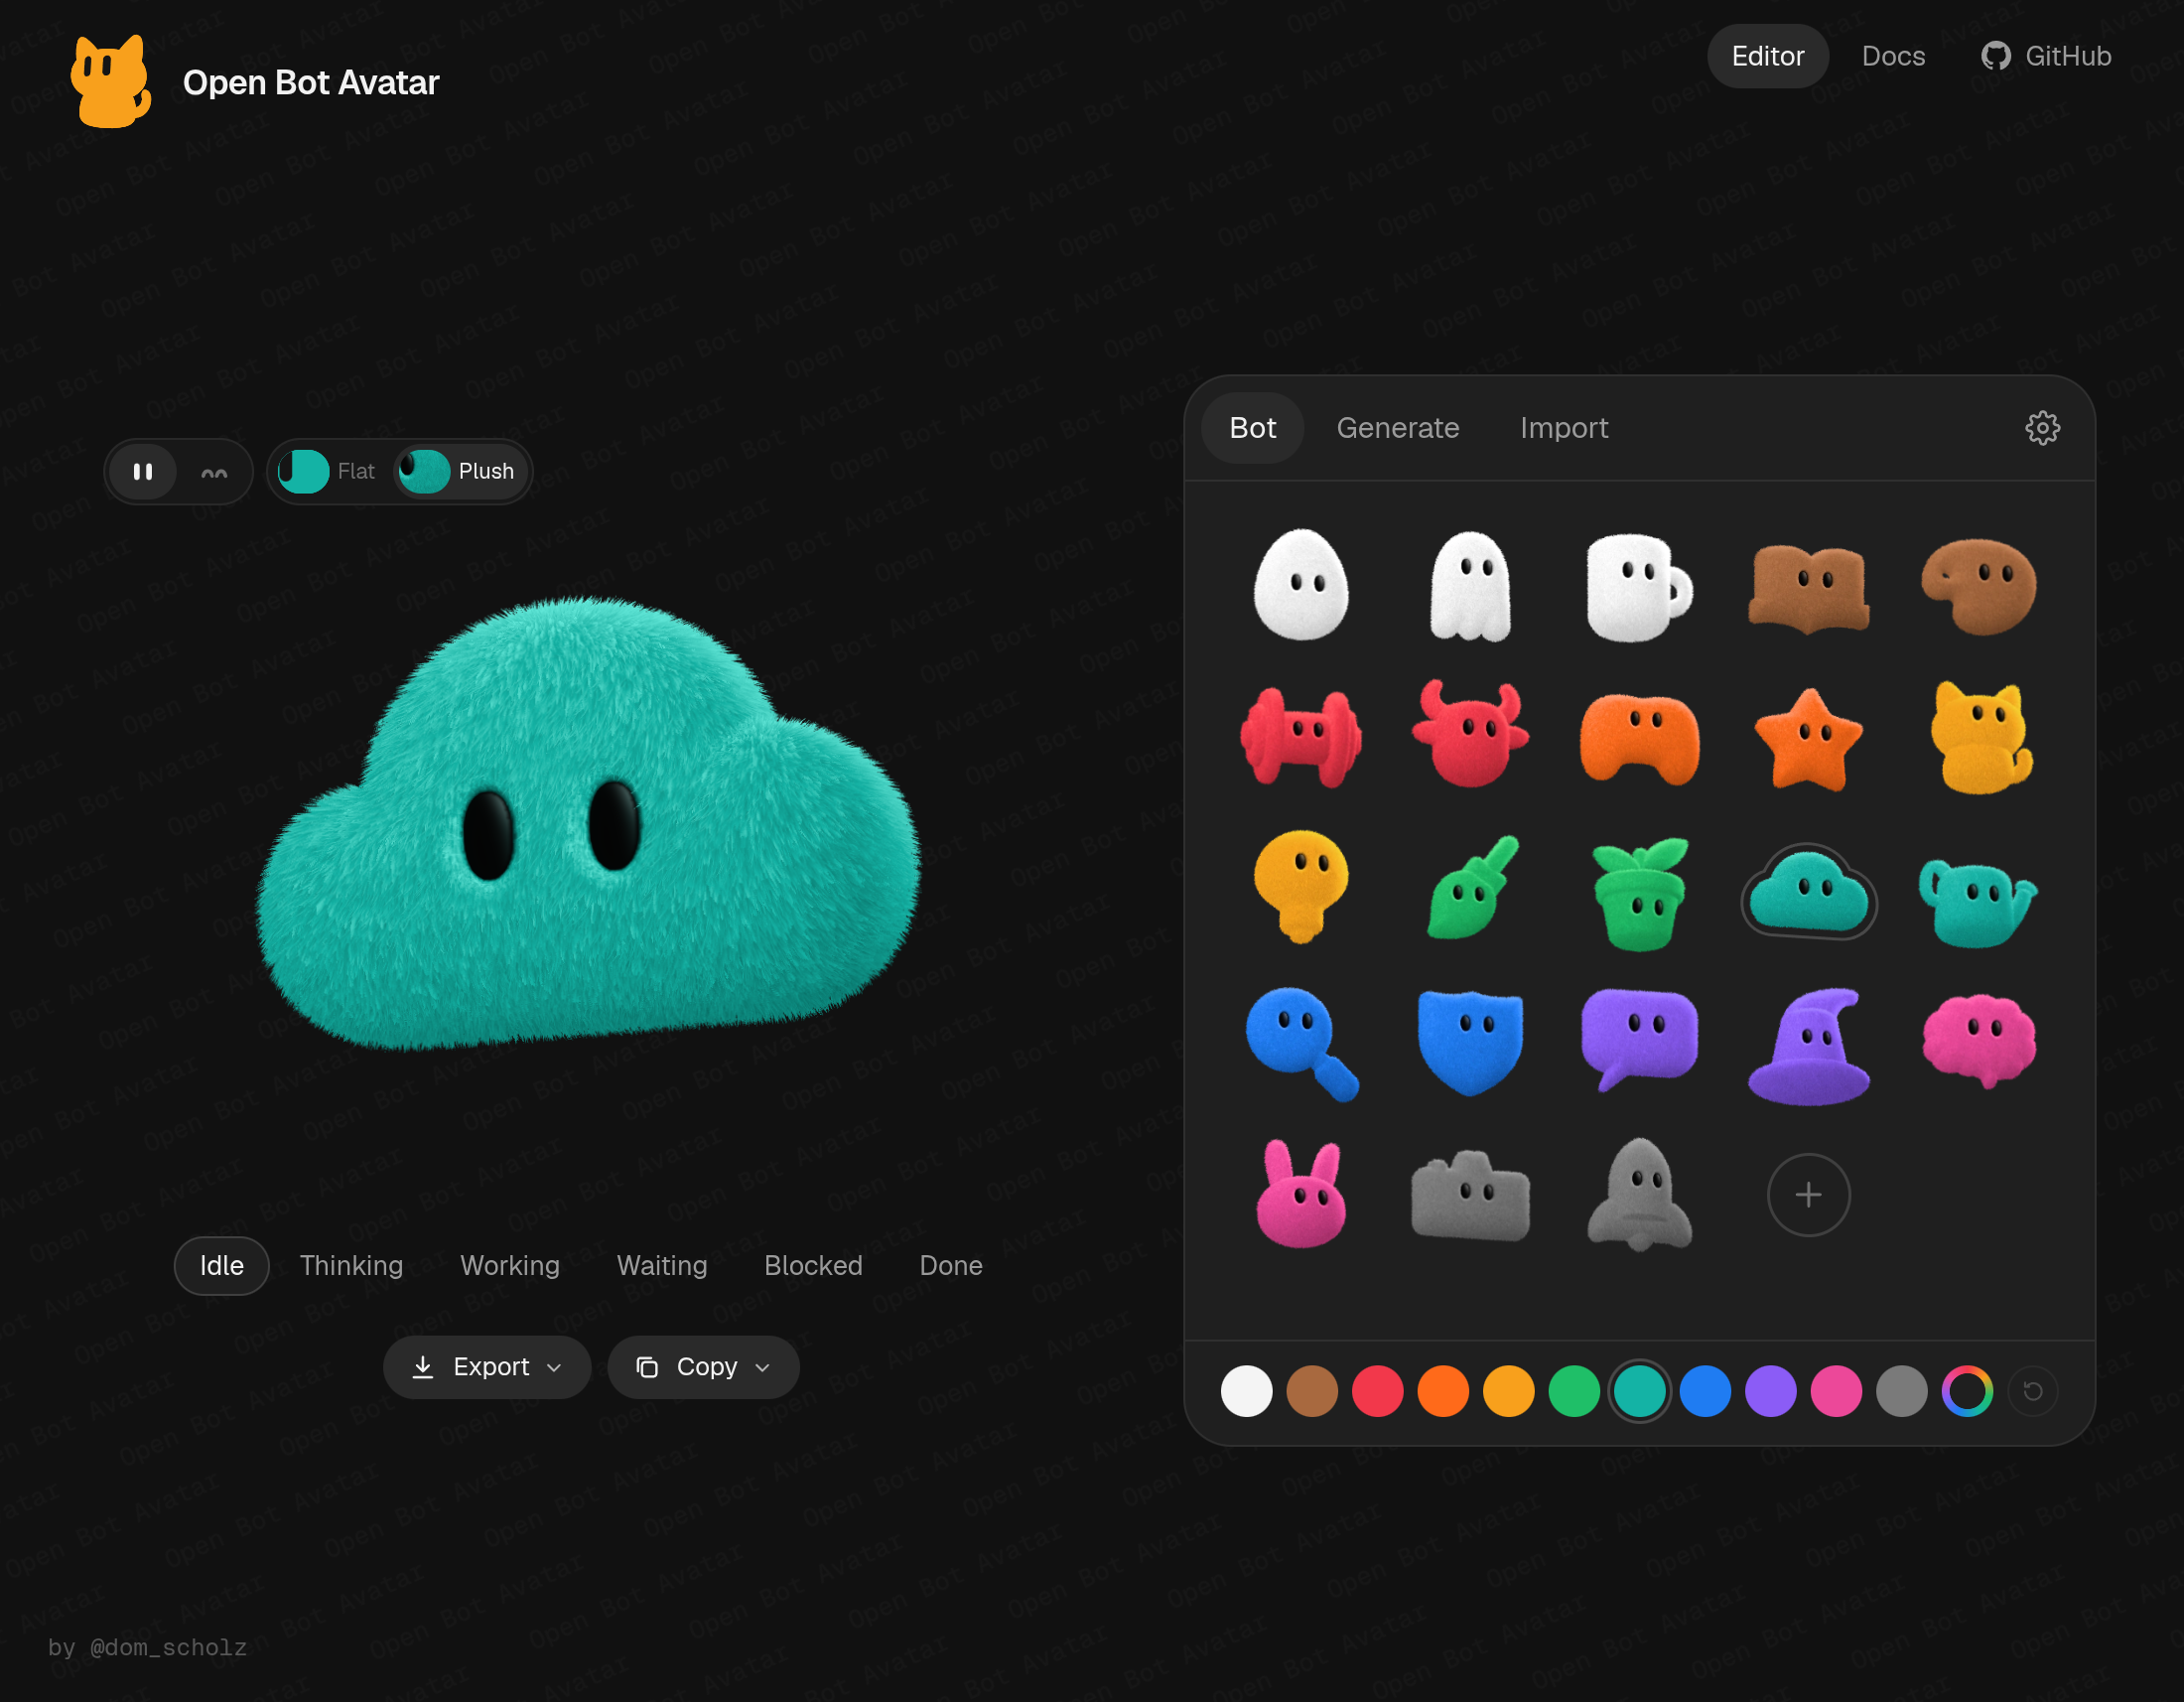 Open Bot Avatar
Editor
Docs
GitHub
Flat
Plush
Bot
Generate
Import
Idle
Thinking
Working
Waiting
Blocked
Done
Export
Copy
by @dom_scholz